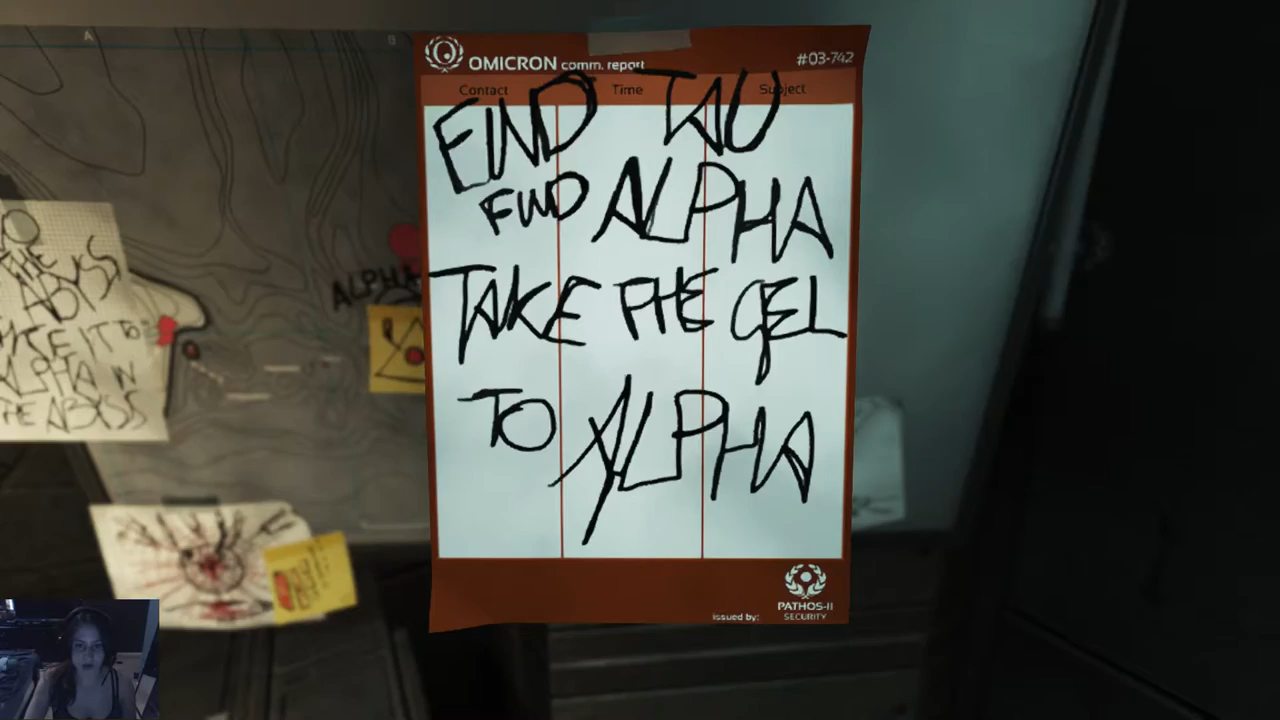 A
OMICRON comm. report
#03-742
Contact Time Subject
FIND TAU
FIND ALPHA
TAKE THE GEL
TO ALPHA
PATHOS-II
SECURITY
issued by:
ALPHA
THE
ABYSS
IT TO
ALPHA IN
THE ABYSS